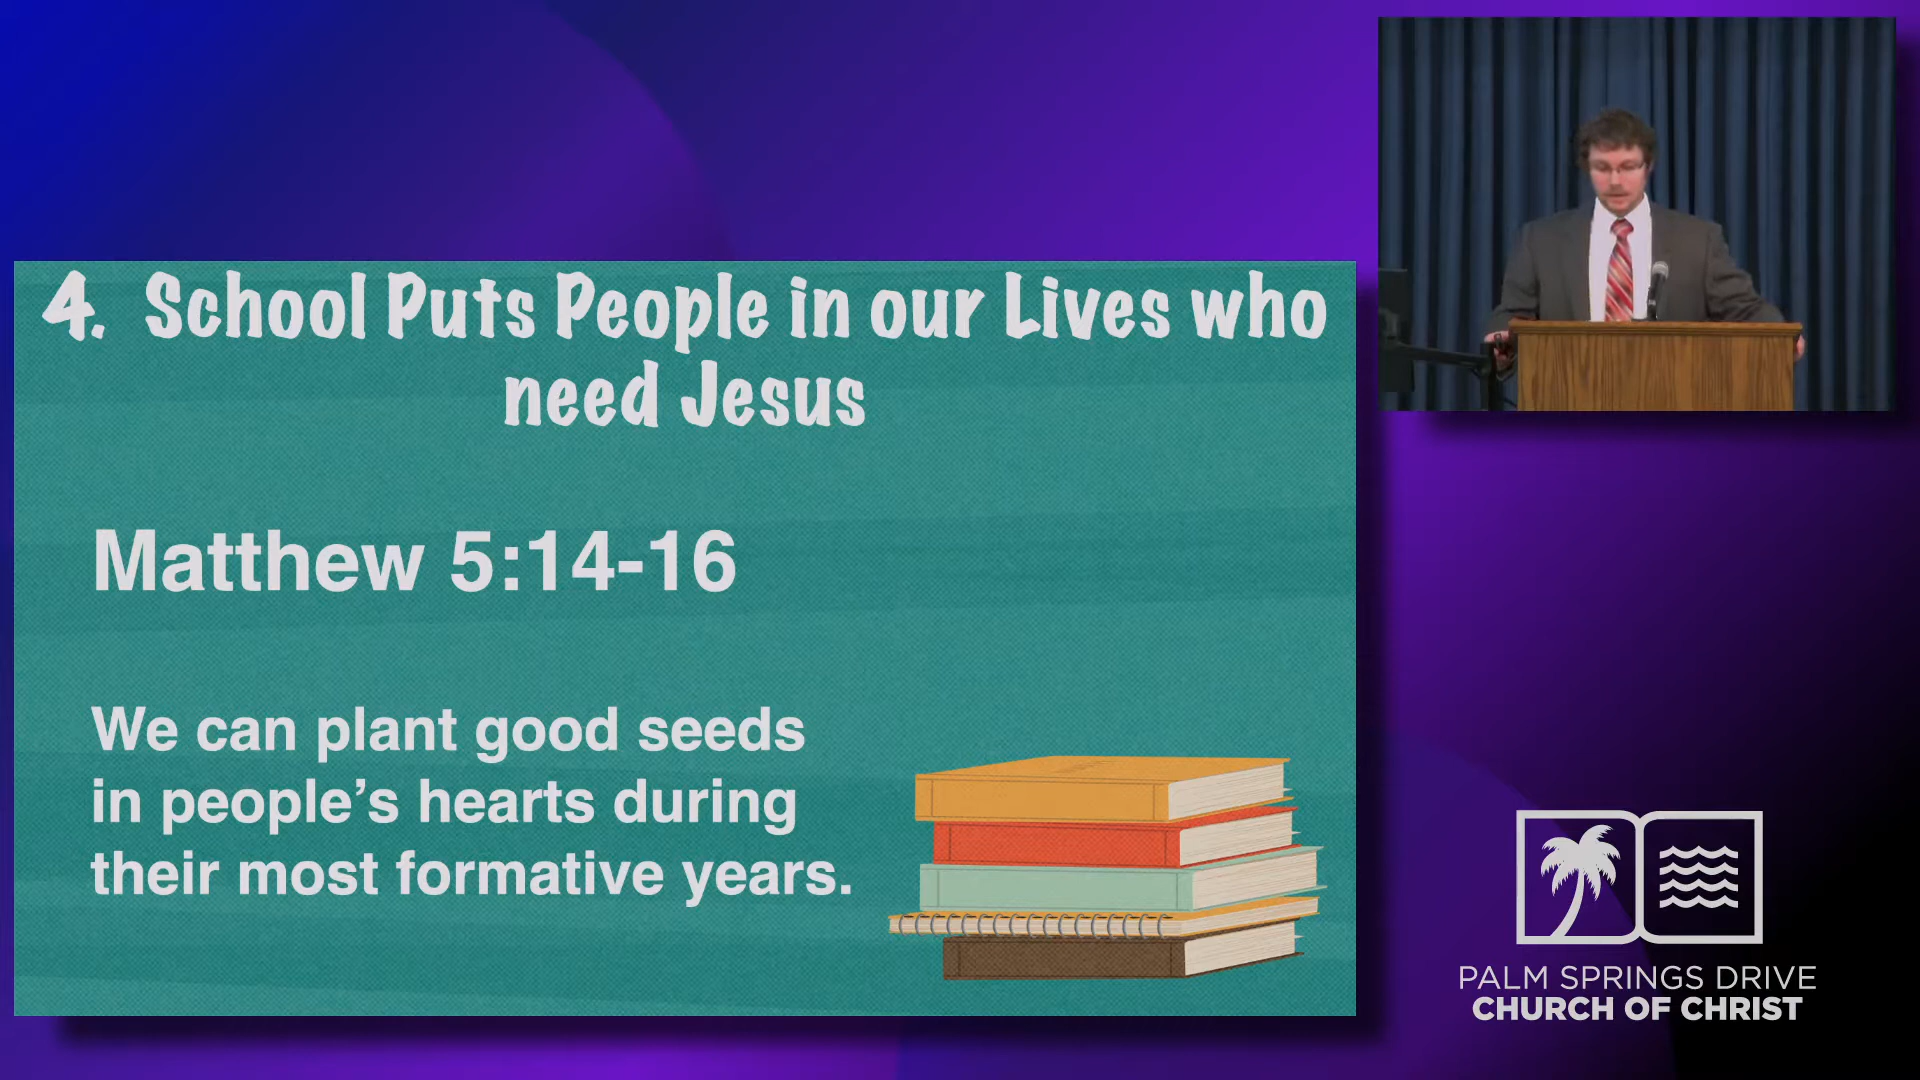 4. School Puts People in our Lives who
need Jesus
Matthew 5:14-16
We can plant good seeds
in people’s hearts during
their most formative years.
PALM SPRINGS DRIVE
CHURCH OF CHRIST